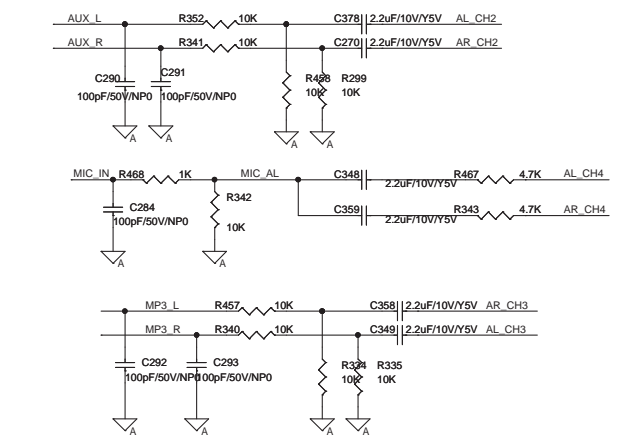 AUX_L R352 10K C378 2.2uF/10V/Y5V AL_CH2
AUX_R R341 10K C270 2.2uF/10V/Y5V AR_CH2
C290 C291 R458 R299
100pF/50V/NP0 100pF/50V/NP0 10K 10K
A A A A
MIC_IN R468 1K MIC_AL C348 2.2uF/10V/Y5V R467 4.7K AL_CH4
C284 R342 C359 2.2uF/10V/Y5V R343 4.7K AR_CH4
100pF/50V/NP0 10K
A A
MP3_L R457 10K C358 2.2uF/10V/Y5V AR_CH3
MP3_R R340 10K C349 2.2uF/10V/Y5V AL_CH3
C292 C293 R334 R335
100pF/50V/NP0 100pF/50V/NP0 10K 10K
A A A A